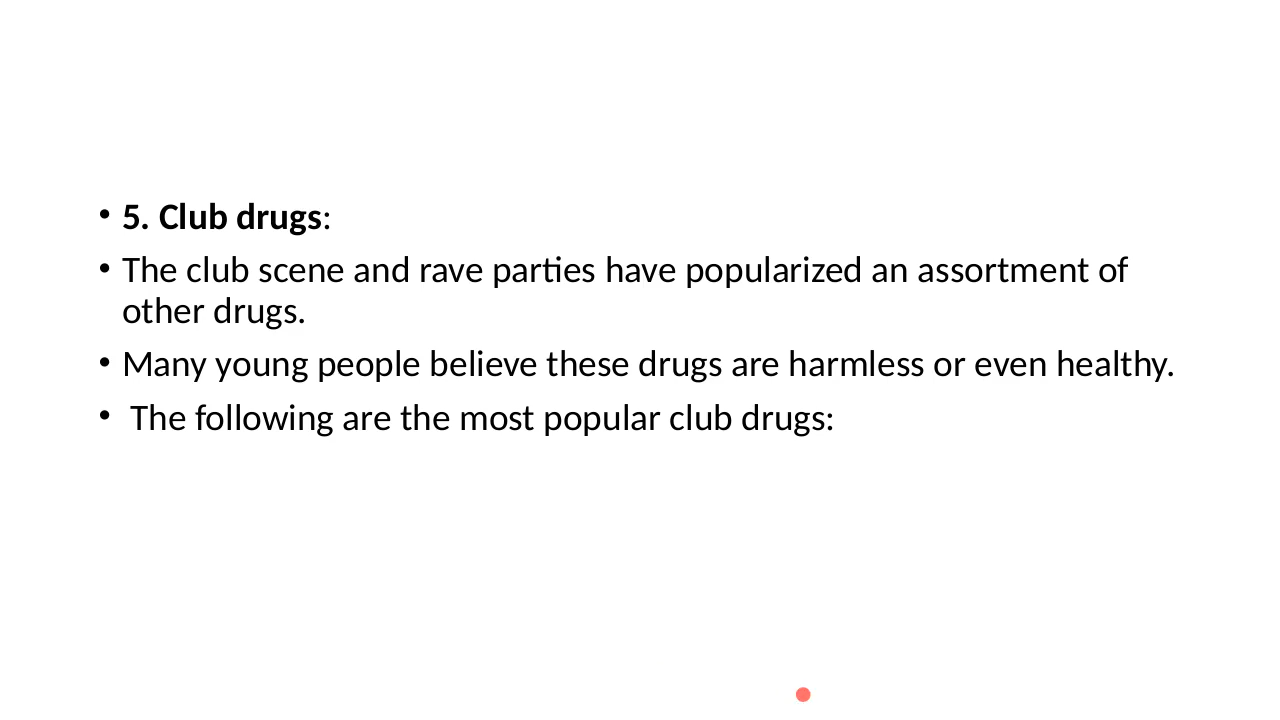 • 5. Club drugs:
• The club scene and rave parties have popularized an assortment of
other drugs.
• Many young people believe these drugs are harmless or even healthy.
• The following are the most popular club drugs: